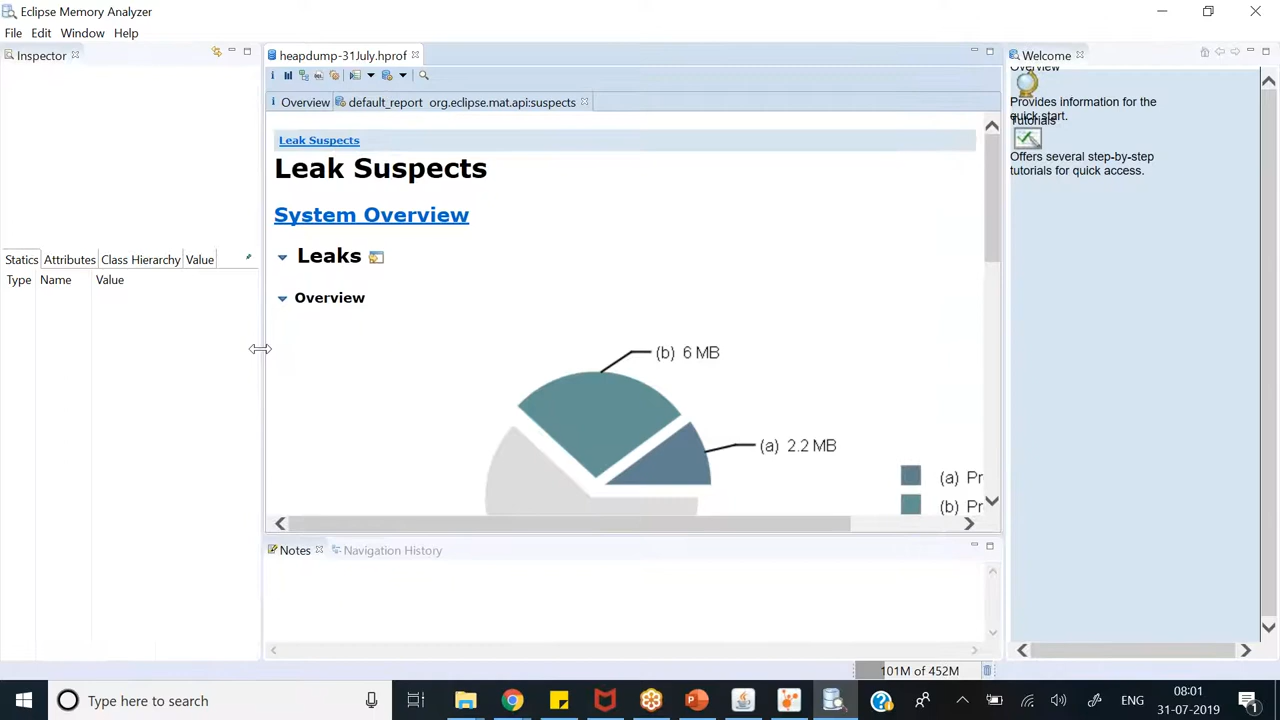 Eclipse Memory Analyzer
File Edit Window Help
Inspector
heapdump-31July.hprof
Welcome
Overview default_report org.eclipse.mat.api:suspects
Leak Suspects
Leak Suspects
System Overview
Leaks
Overview
(b) 6 MB
(a) 2.2 MB
(a) Pr
(b) Pr
Statics Attributes Class Hierarchy Value
Type Name Value
Overview
Provides information for the
quick start.
Tutorials
Offers several step-by-step
tutorials for quick access.
Notes Navigation History
101M of 452M
Type here to search
ENG
08:01
31-07-2019
1